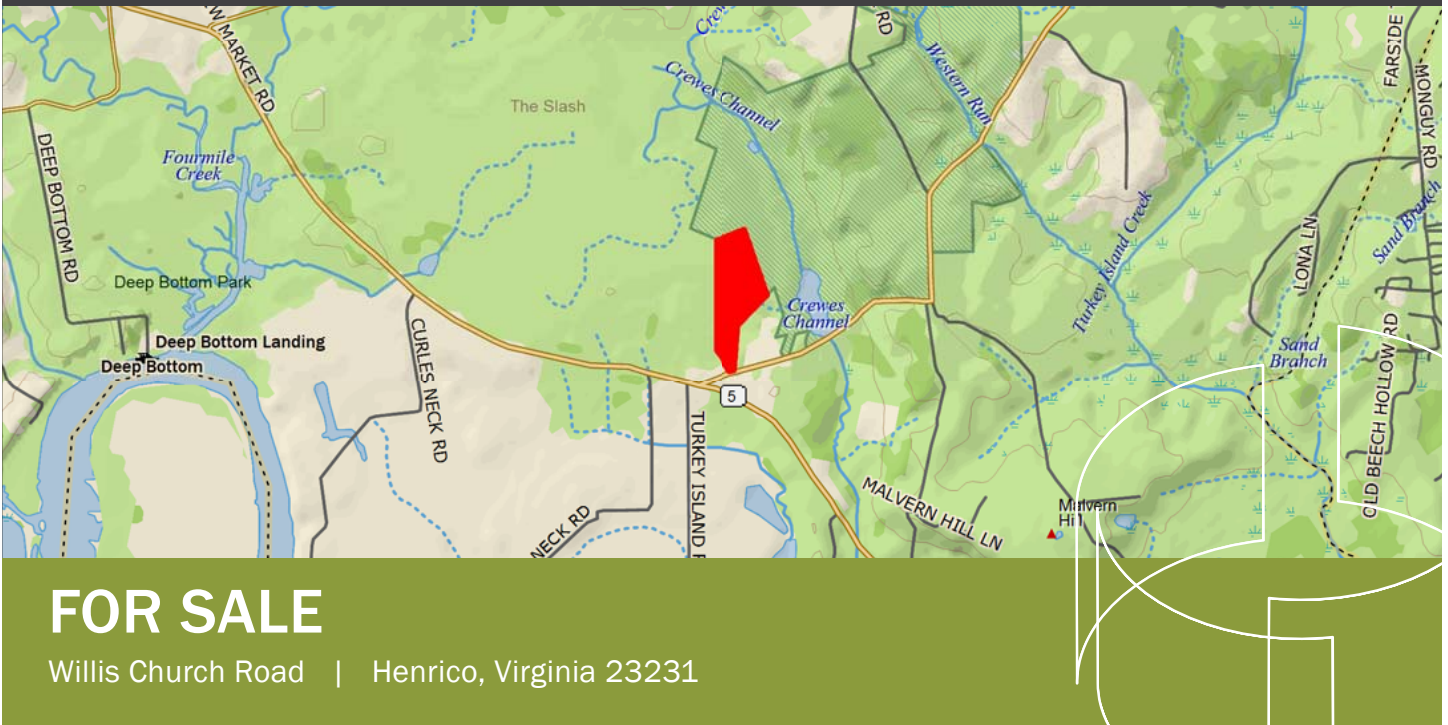 Crew
RD
W MARKET RD
Western Run
FARSIDE
MONGUY RD
Crewes Channel
The Slash
DEEP BOTTOM RD
Fourmile
Creek
Turkey Island Creek
LONA LN
Sand Branch
Deep Bottom Park
Crewes
Channel
Deep Bottom Landing
Deep Bottom
CURLES NECK RD
Sand
Branch
OLD BEECH HOLLOW RD
5
TURKEY ISLAND
NECK RD
MALVERN HILL LN
Malvern
Hill
FOR SALE
Willis Church Road | Henrico, Virginia 23231